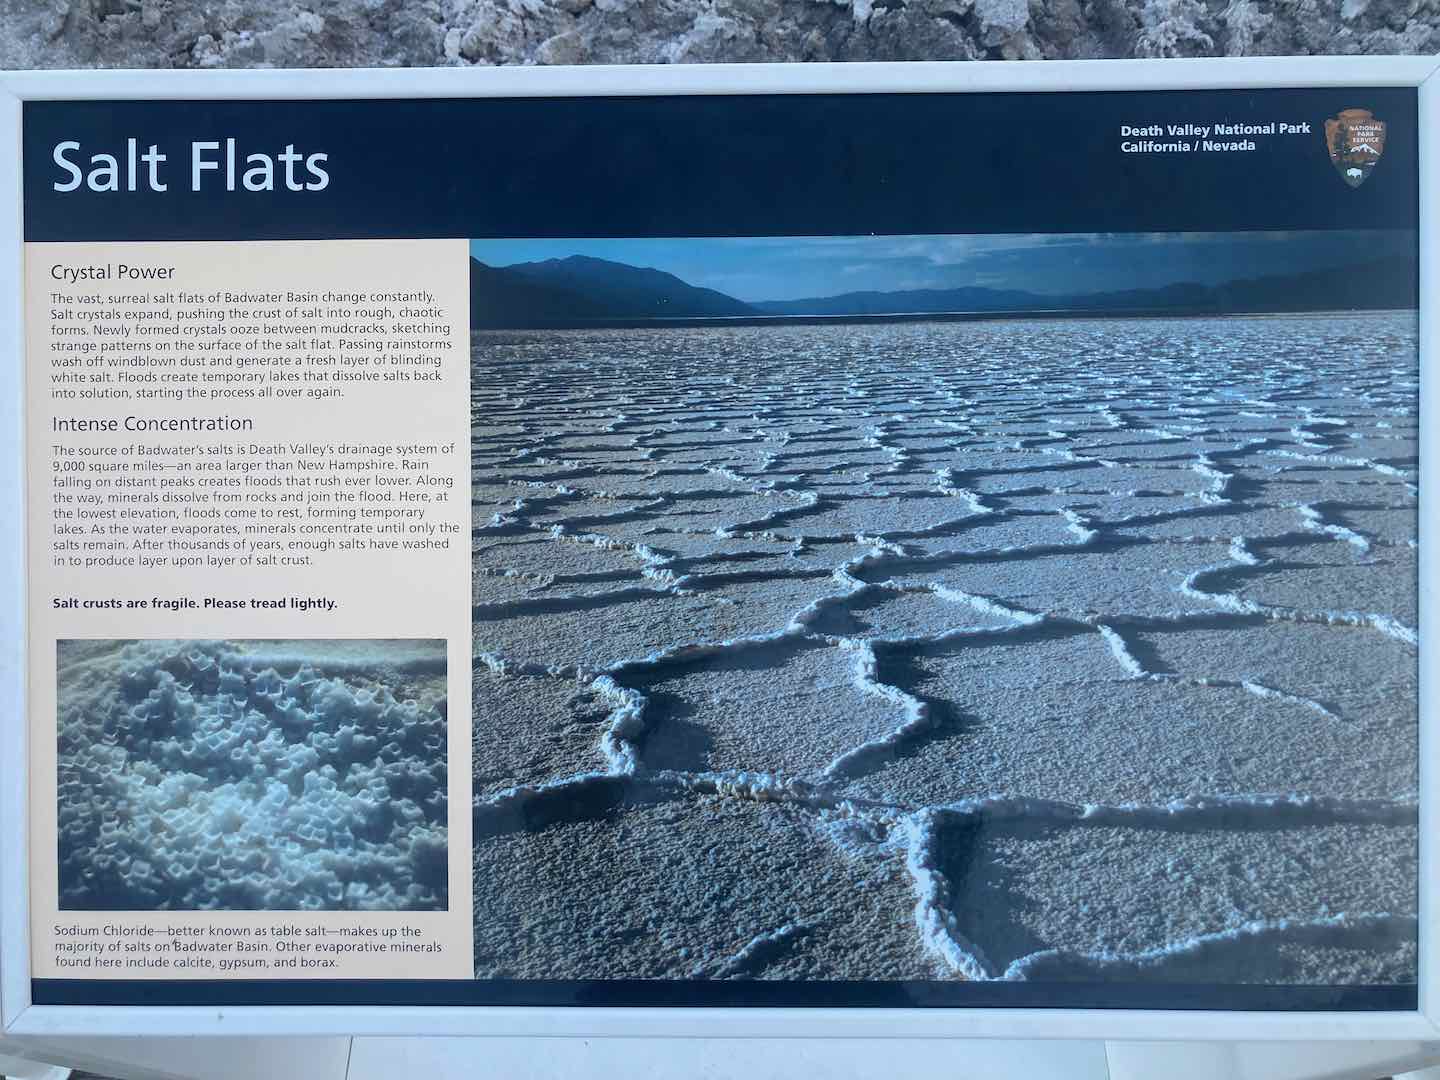 Salt Flats
Death Valley National Park
California / Nevada
NATIONAL
PARK
SERVICE
Crystal Power
The vast, surreal salt flats of Badwater Basin change constantly.
Salt crystals expand, pushing the crust of salt into rough, chaotic
forms. Newly formed crystals ooze between mudcracks, sketching
strange patterns on the surface of the salt flat. Passing rainstorms
wash off windblown dust and generate a fresh layer of blinding
white salt. Floods create temporary lakes that dissolve salts back
into solution, starting the process all over again.
Intense Concentration
The source of Badwater's salts is Death Valley's drainage system of
9,000 square miles—an area larger than New Hampshire. Rain
falling on distant peaks creates floods that rush ever lower. Along
the way, minerals dissolve from rocks and join the flood. Here, at
the lowest elevation, floods come to rest, forming temporary
lakes. As the water evaporates, minerals concentrate until only the
salts remain. After thousands of years, enough salts have washed
in to produce layer upon layer of salt crust.
Salt crusts are fragile. Please tread lightly.
Sodium Chloride—better known as table salt—makes up the
majority of salts on Badwater Basin. Other evaporative minerals
found here include calcite, gypsum, and borax.